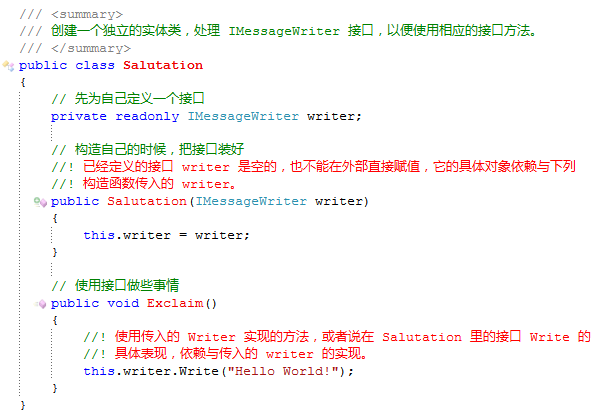 /// <summary>
/// 创建一个独立的实体类，处理 IMessageWriter 接口，以便使用相应的接口方法。
/// </summary>
public class Salutation
{
// 先为自己定义一个接口
private readonly IMessageWriter writer;
// 构造自己的时候，把接口装好
//! 已经定义的接口 writer 是空的，也不能在外部直接赋值，它的具体对象依赖与下列
//! 构造函数传入的 writer。
public Salutation(IMessageWriter writer)
{
this.writer = writer;
}
// 使用接口做些事情
public void Exclaim()
{
//! 使用传入的 Writer 实现的方法，或者说在 Salutation 里的接口 Write 的
//! 具体表现，依赖与传入的 writer 的实现。
this.writer.Write("Hello World!");
}
}